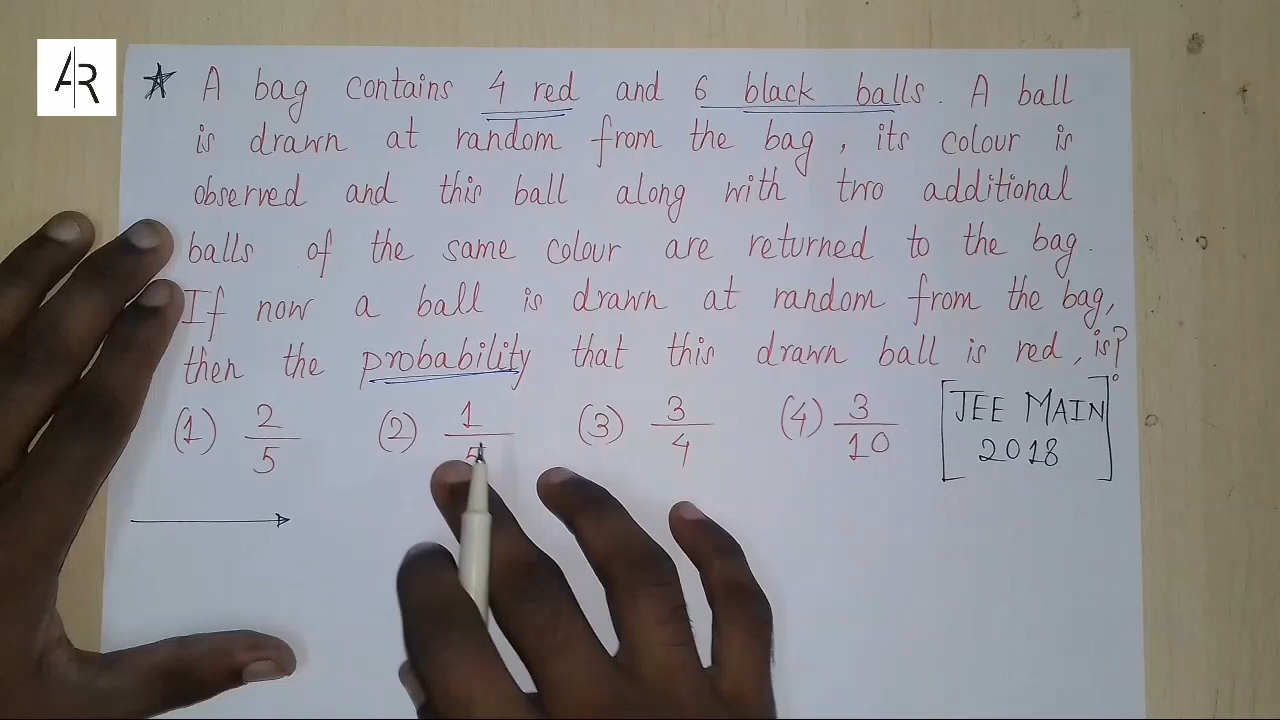 AR
☆ A bag contains 4 red and 6 black balls. A ball
is drawn at random from the bag, its colour is
observed and this ball along with two additional
balls of the same colour are returned to the bag.
If now a ball is drawn at random from the bag,
then the probability that this drawn ball is red, is?
(1) 2/5 (2) 1/5 (3) 3/4 (4) 3/10 [JEE MAIN
2018]